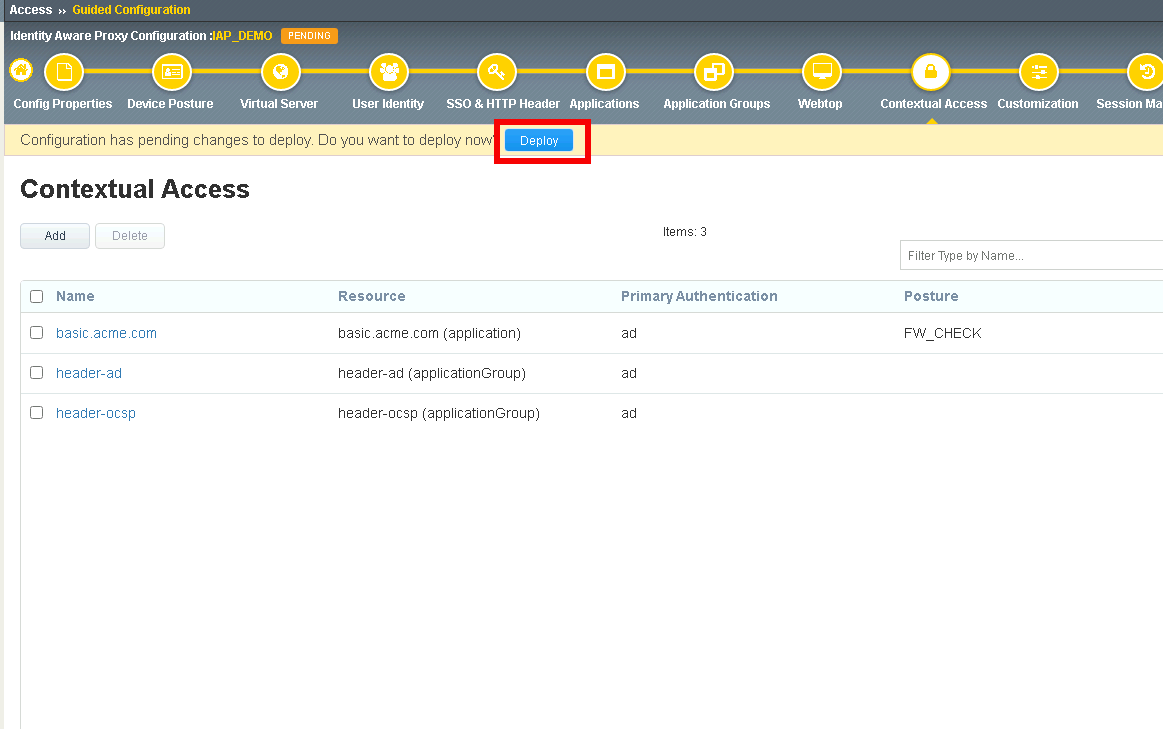 Access » Guided Configuration
Identity Aware Proxy Configuration :IAP_DEMO PENDING
Config Properties Device Posture Virtual Server User Identity SSO & HTTP Header Applications Application Groups Webtop Contextual Access Customization Session Ma
Configuration has pending changes to deploy. Do you want to deploy now? Deploy
Contextual Access
Add Delete Items: 3
Filter Type by Name...
Name Resource Primary Authentication Posture
basic.acme.com basic.acme.com (application) ad FW_CHECK
header-ad header-ad (applicationGroup) ad
header-ocsp header-ocsp (applicationGroup) ad